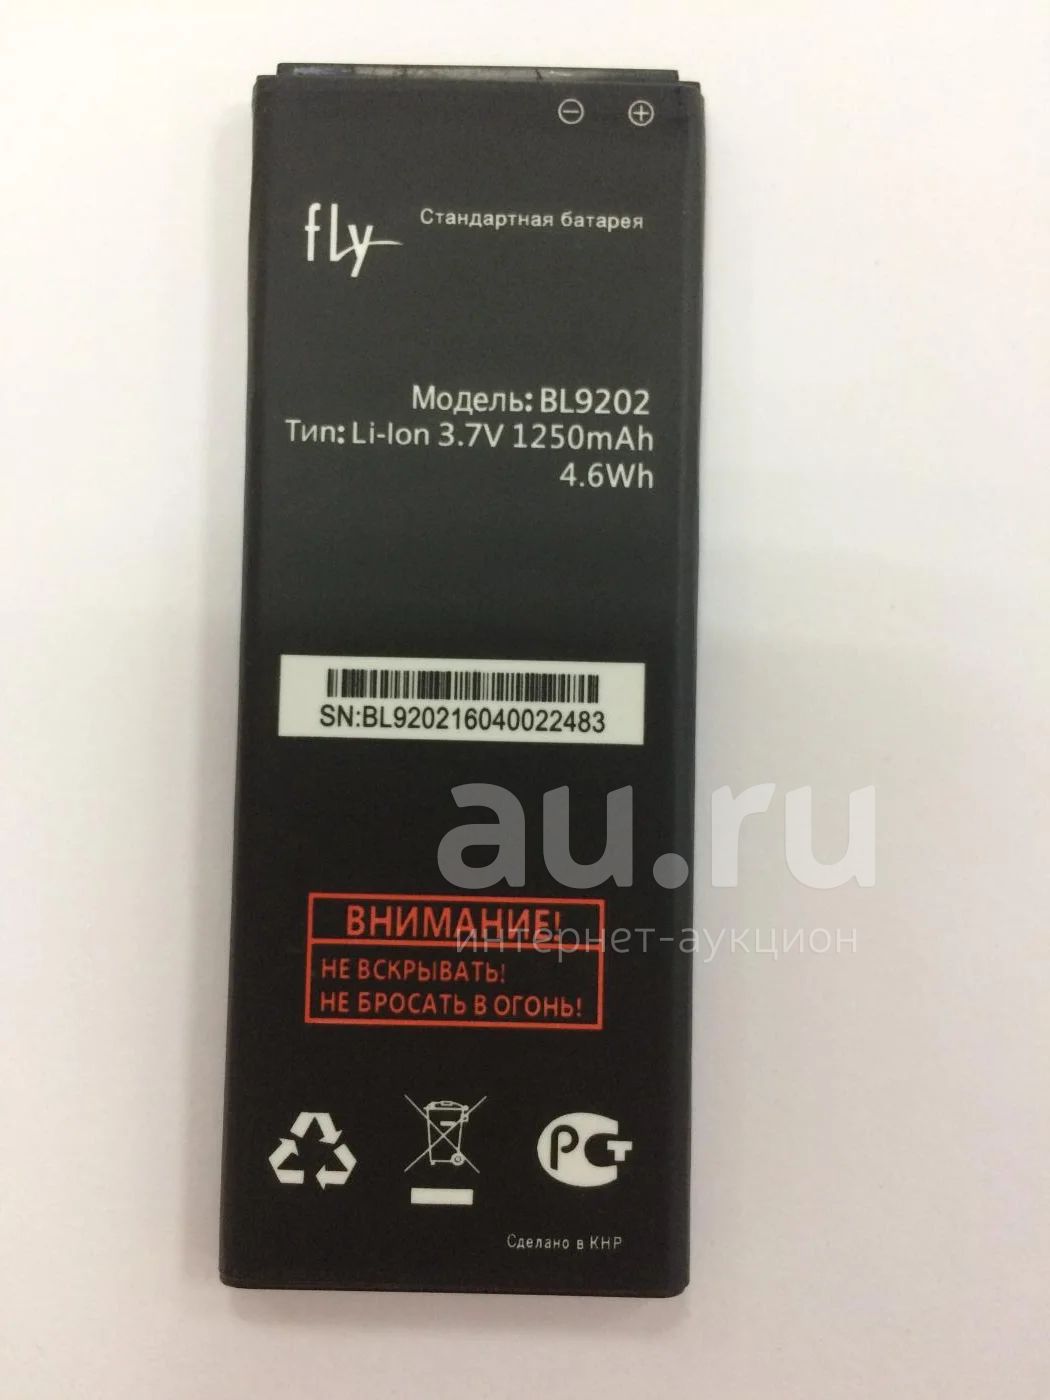 fly
Стандартная батарея
Модель: BL9202
Тип: Li-Ion 3.7V 1250mAh
4.6Wh
SN:BL920216040022483
au.ru
интернет-аукцион
ВНИМАНИЕ!
НЕ ВСКРЫВАТЬ!
НЕ БРОСАТЬ В ОГОНЬ!
РСТ
Сделано в КНР